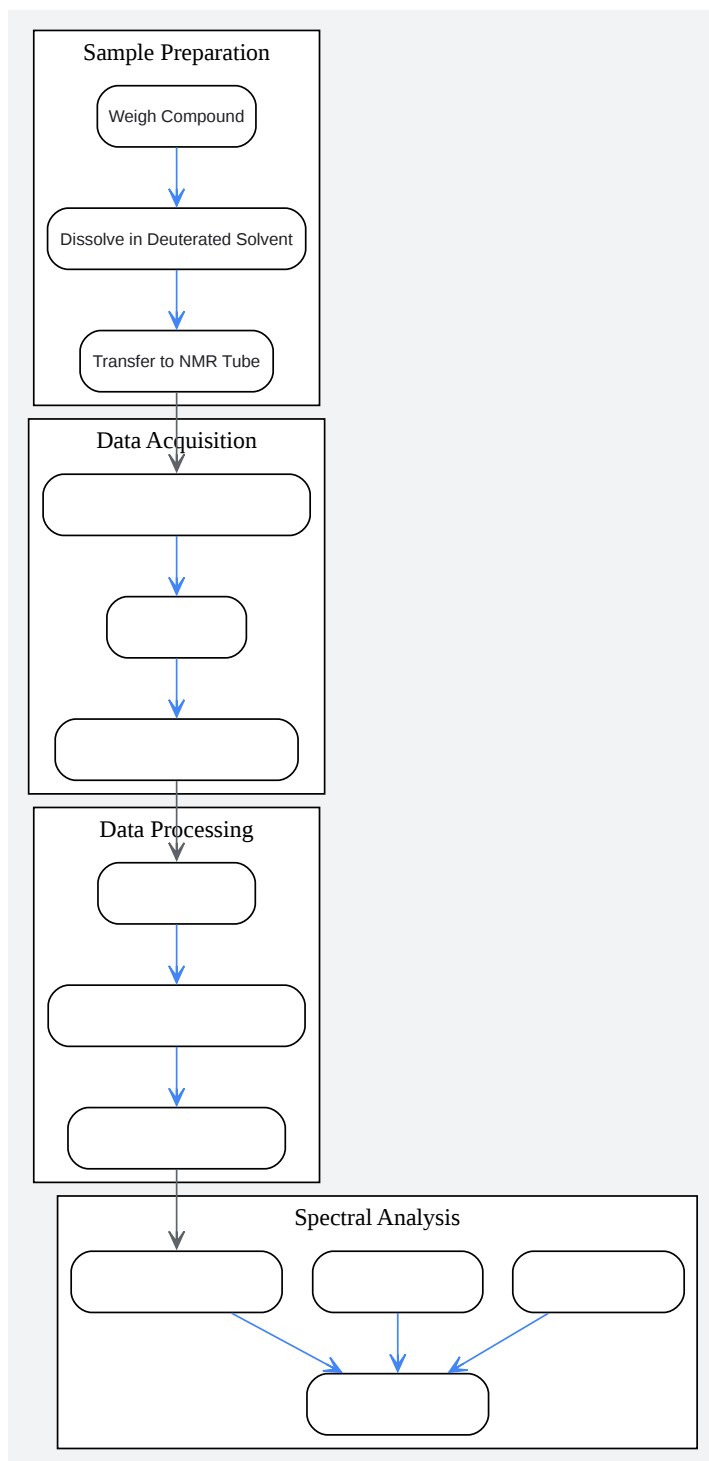 Sample Preparation
Weigh Compound
Dissolve in Deuterated Solvent
Transfer to NMR Tube
Data Acquisition
Data Processing
Spectral Analysis